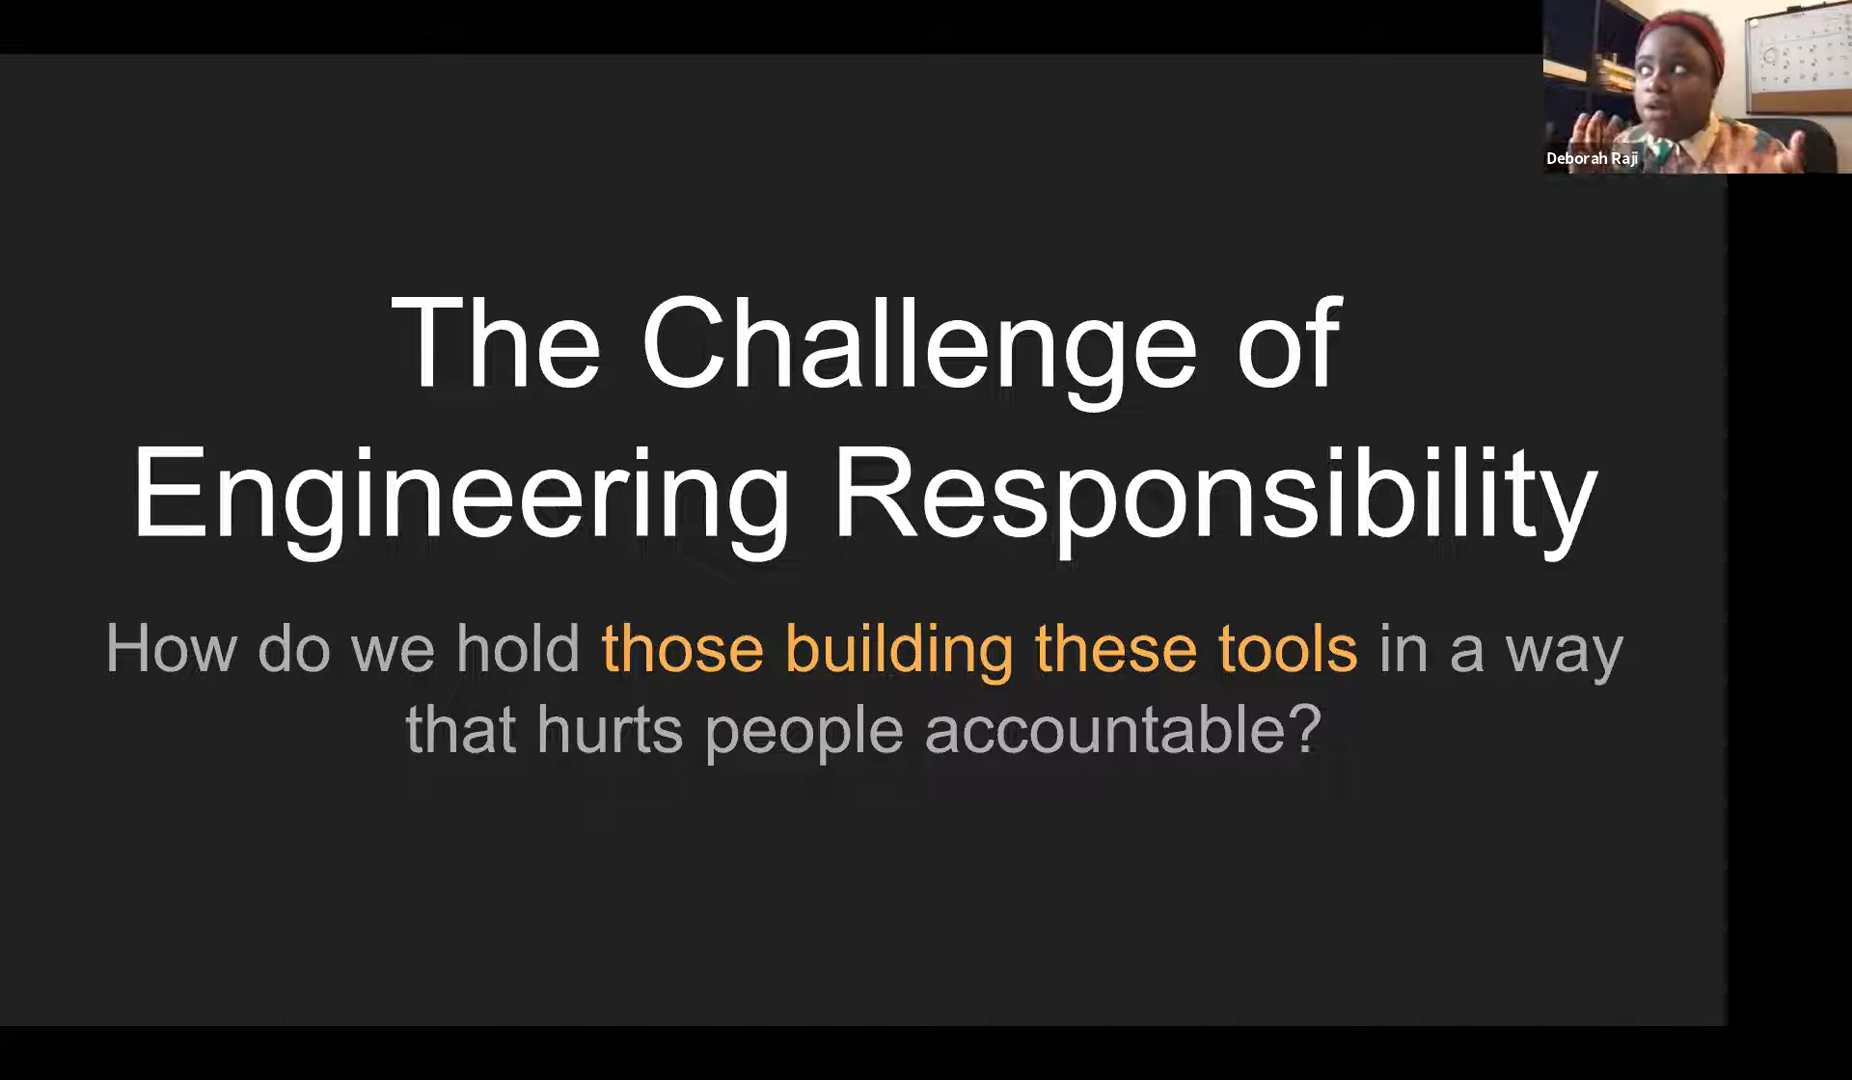 Deborah Raji
The Challenge of
Engineering Responsibility
How do we hold those building these tools in a way
that hurts people accountable?